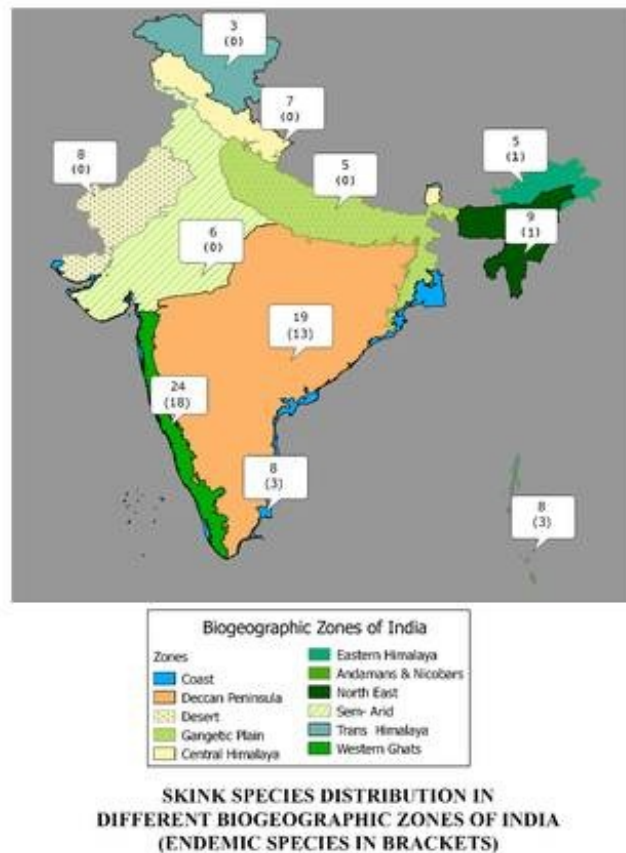 3
(0)
7
(0)
8
(0)
5
(0)
5
(1)
9
(1)
6
(0)
19
(13)
24
(18)
8
(3)
8
(3)
Biogeographic Zones of India
Zones
Coast
Deccan Peninsula
Desert
Gangetic Plain
Central Himalaya
Eastern Himalaya
Andamans & Nicobars
North East
Sem- Arid
Trans Himalaya
Western Ghats
SKINK SPECIES DISTRIBUTION IN
DIFFERENT BIOGEOGRAPHIC ZONES OF INDIA
(ENDEMIC SPECIES IN BRACKETS)